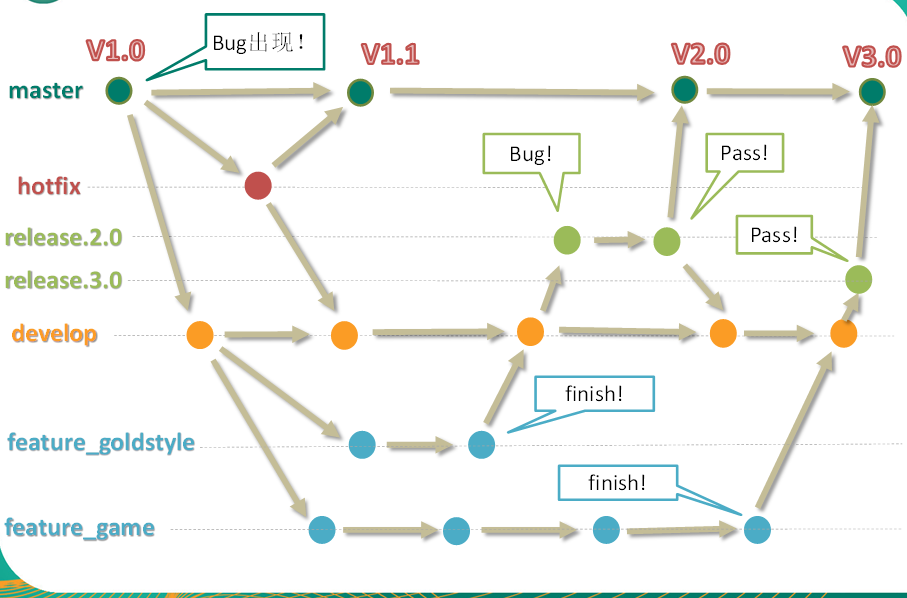 Bug出现！
V1.0
V1.1
V2.0
V3.0
master
Bug!
Pass!
hotfix
release.2.0
Pass!
release.3.0
develop
finish!
feature_goldstyle
finish!
feature_game